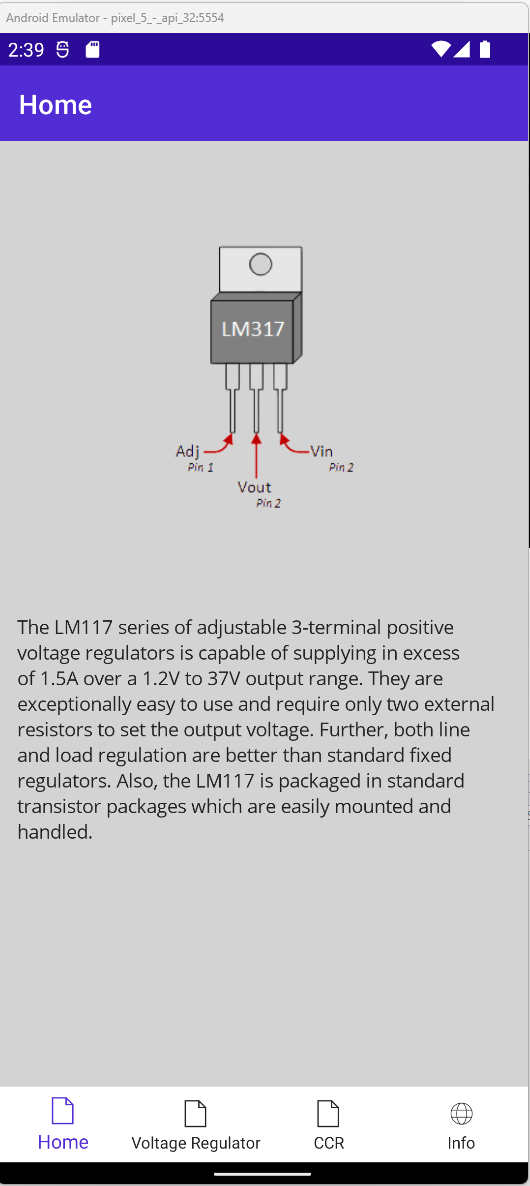 Android Emulator - pixel_5_-_api_32:5554
2:39
Home
LM317
Adj
Vin
Pin 1
Pin 2
Vout
Pin 2
The LM117 series of adjustable 3-terminal positive
voltage regulators is capable of supplying in excess
of 1.5A over a 1.2V to 37V output range. They are
exceptionally easy to use and require only two external
resistors to set the output voltage. Further, both line
and load regulation are better than standard fixed
regulators. Also, the LM117 is packaged in standard
transistor packages which are easily mounted and
handled.
Home
Voltage Regulator
CCR
Info